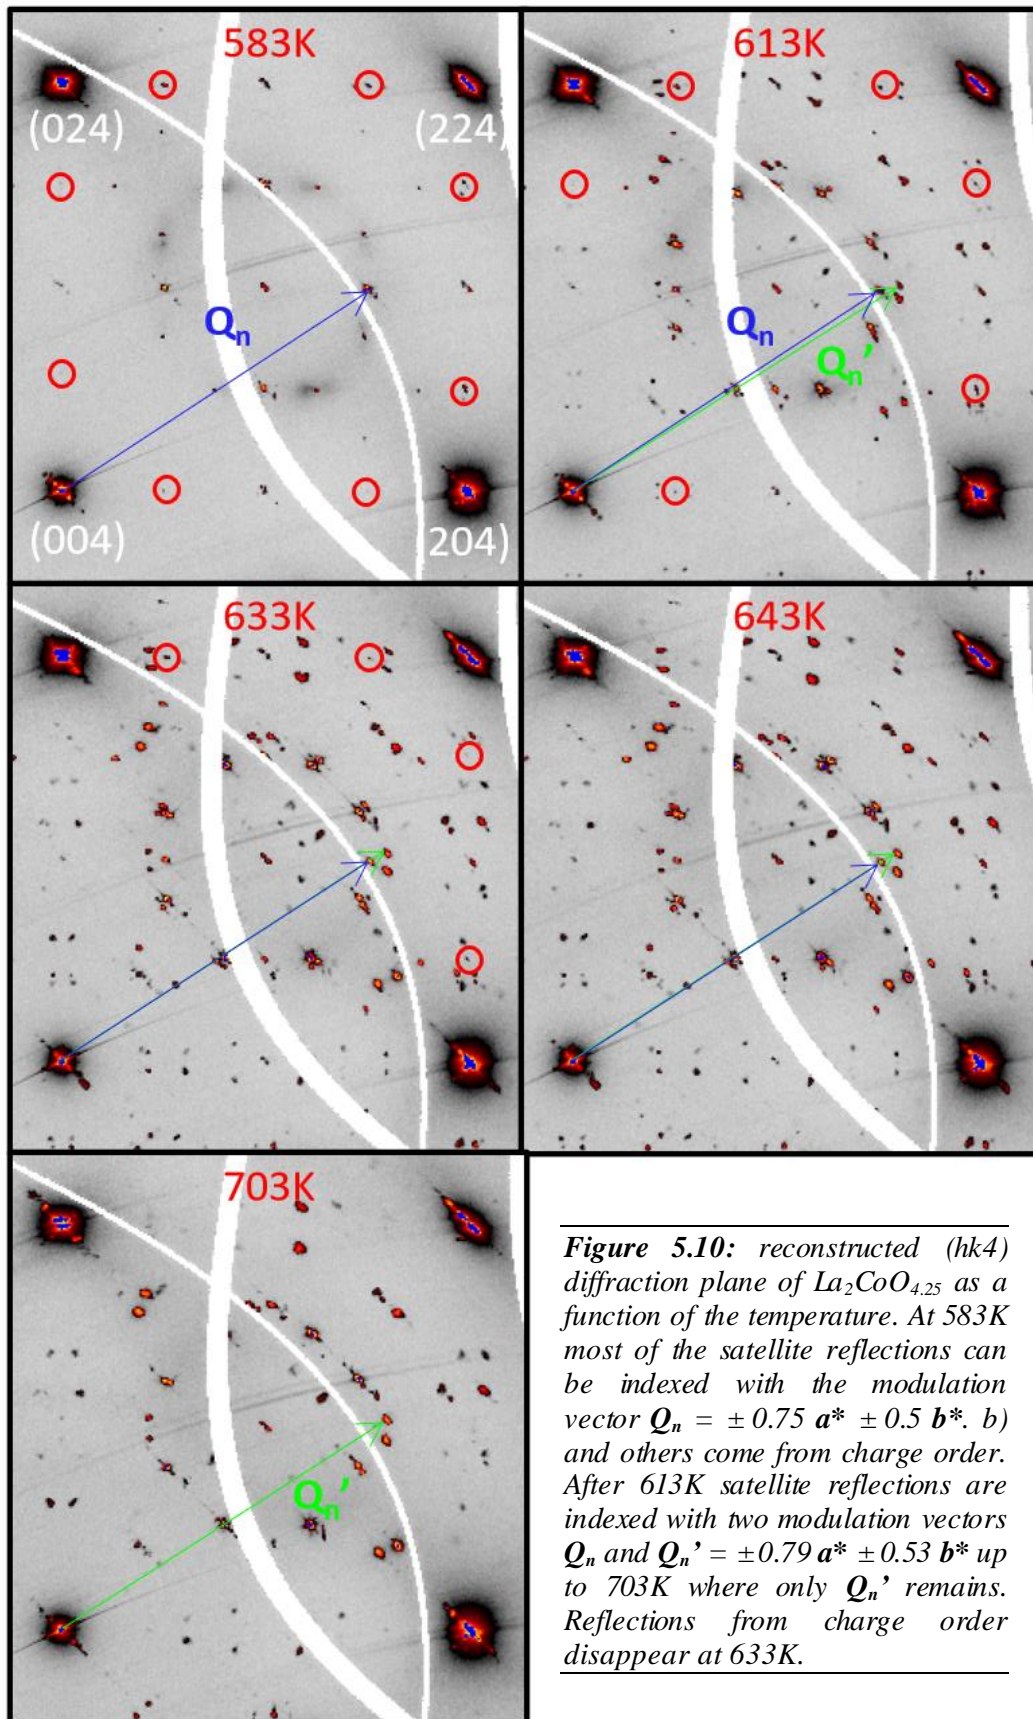 583K
613K
(024)
(224)
Qn
Qn
Qn’
(004)
204)
633K
643K
703K
Qn’
Figure 5.10: reconstructed (hk4)
diffraction plane of La2CoO4.25 as a
function of the temperature. At 583K
most of the satellite reflections can
be indexed with the modulation
vector Qn = ± 0.75 a* ± 0.5 b*. b)
and others come from charge order.
After 613K satellite reflections are
indexed with two modulation vectors
Qn and Qn’ = ± 0.79 a* ± 0.53 b* up
to 703K where only Qn’ remains.
Reflections from charge order
disappear at 633K.